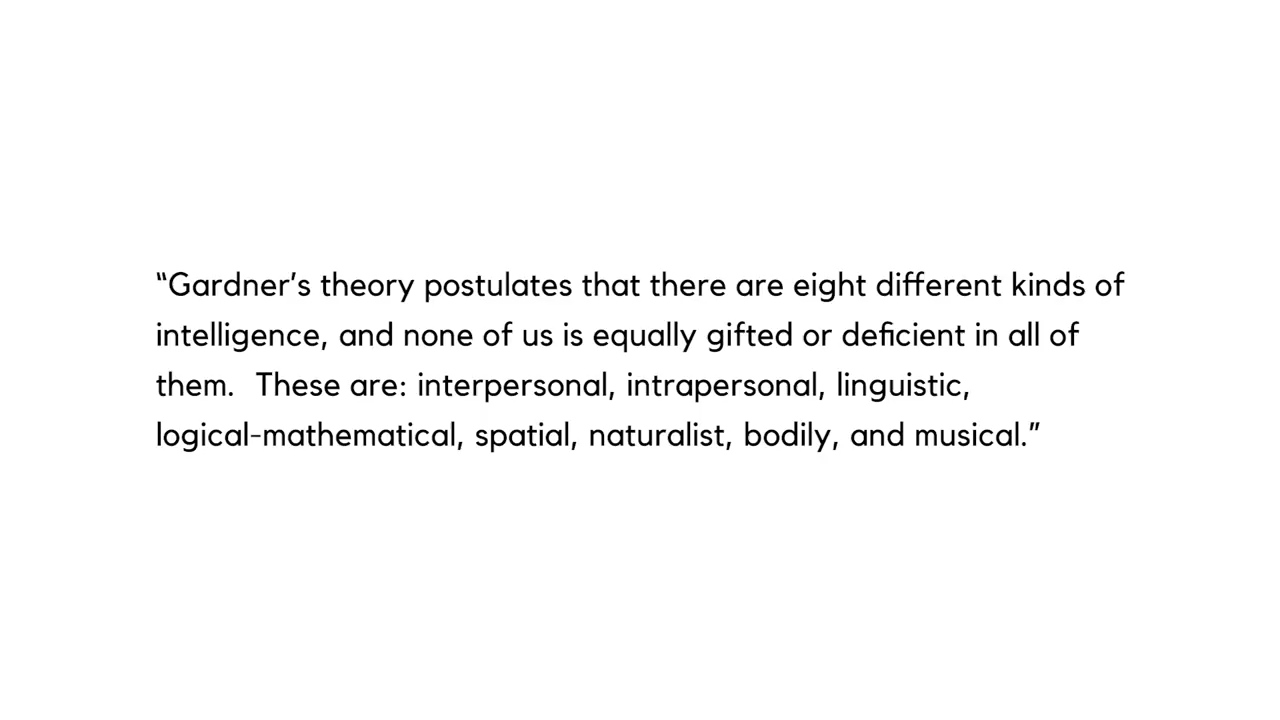 “Gardner’s theory postulates that there are eight different kinds of
intelligence, and none of us is equally gifted or deficient in all of
them.  These are: interpersonal, intrapersonal, linguistic,
logical-mathematical, spatial, naturalist, bodily, and musical.”